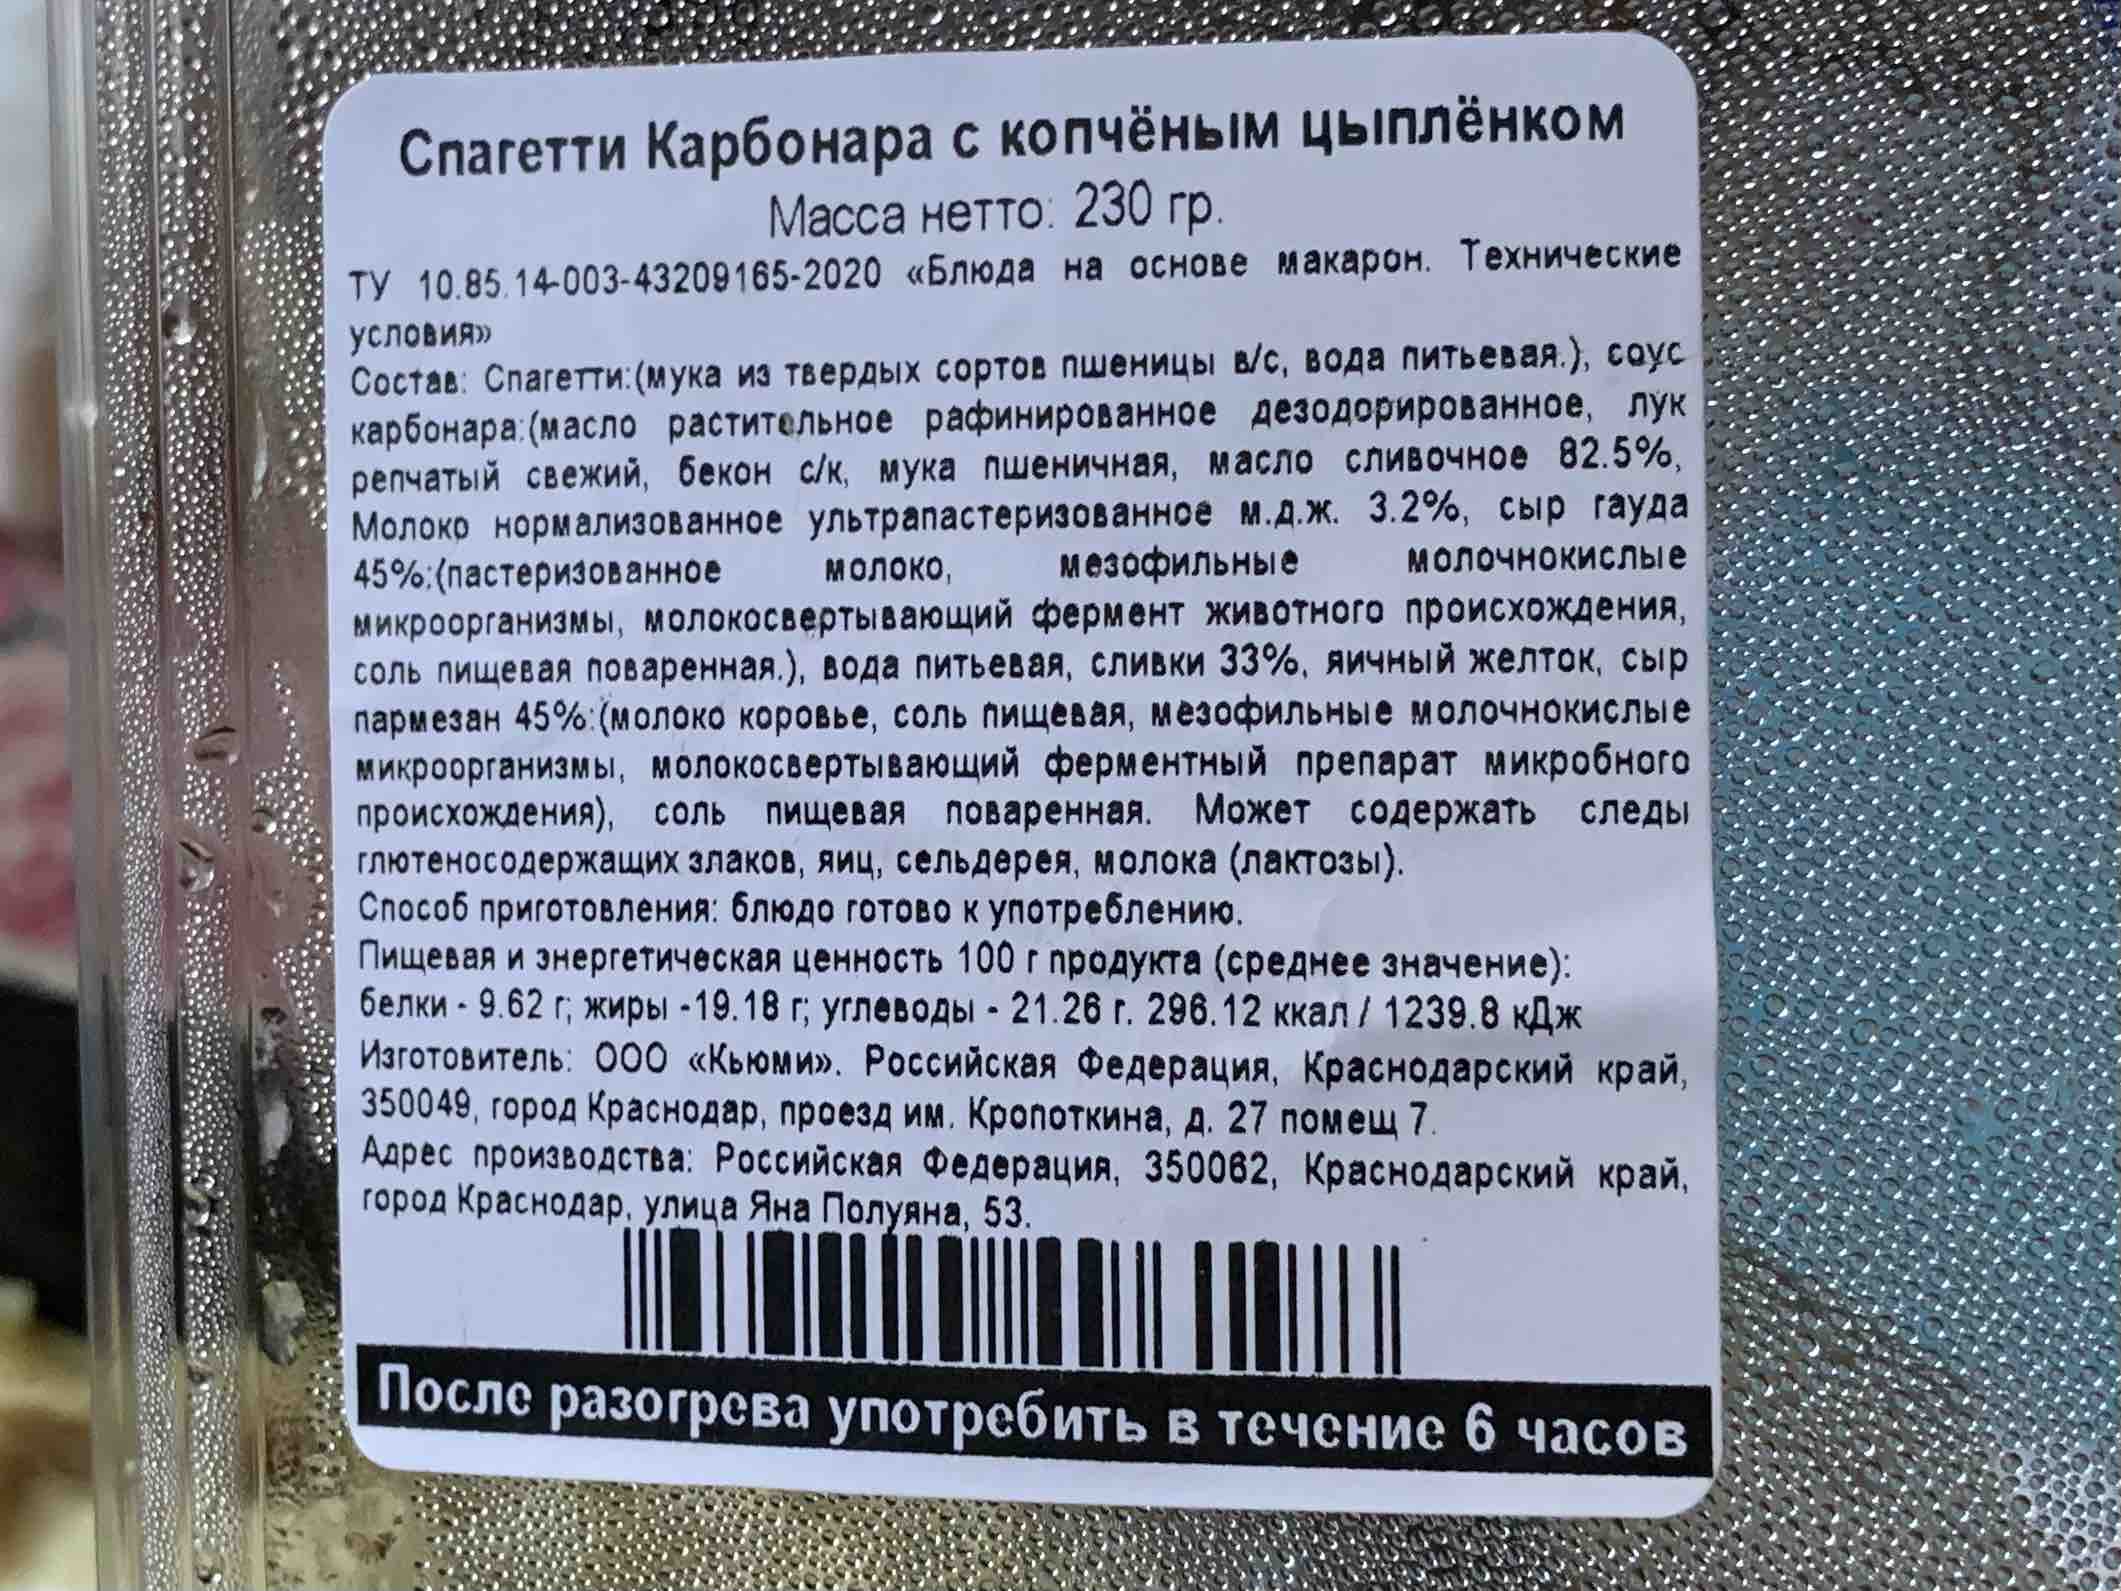 Спагетти Карбонара с копчёным цыплёнком
Масса нетто: 230 гр.
ТУ 10.85.14-003-43209165-2020 «Блюда на основе макарон. Технические
условия»
Состав: Спагетти:(мука из твердых сортов пшеницы в/с, вода питьевая.), соус
карбонара:(масло растительное рафинированное дезодорированное, лук
репчатый свежий, бекон с/к, мука пшеничная, масло сливочное 82.5%,
Молоко нормализованное ультрапастеризованное м.д.ж. 3.2%, сыр гауда
45%:(пастеризованное молоко, мезофильные молочнокислые
микроорганизмы, молокосвертывающий фермент животного происхождения,
соль пищевая поваренная.), вода питьевая, сливки 33%, яичный желток, сыр
пармезан 45%:(молоко коровье, соль пищевая, мезофильные молочнокислые
микроорганизмы, молокосвертывающий ферментный препарат микробного
происхождения), соль пищевая поваренная. Может содержать следы
глютеносодержащих злаков, яиц, сельдерея, молока (лактозы).
Способ приготовления: блюдо готово к употреблению.
Пищевая и энергетическая ценность 100 г продукта (среднее значение):
белки - 9.62 г; жиры -19.18 г; углеводы - 21.26 г. 296.12 ккал / 1239.8 кДж
Изготовитель: ООО «Кьюми». Российская Федерация, Краснодарский край,
350049, город Краснодар, проезд им. Кропоткина, д. 27 помещ 7.
Адрес производства: Российская Федерация, 350062, Краснодарский край,
город Краснодар, улица Яна Полуяна, 53.
После разогрева употребить в течение 6 часов